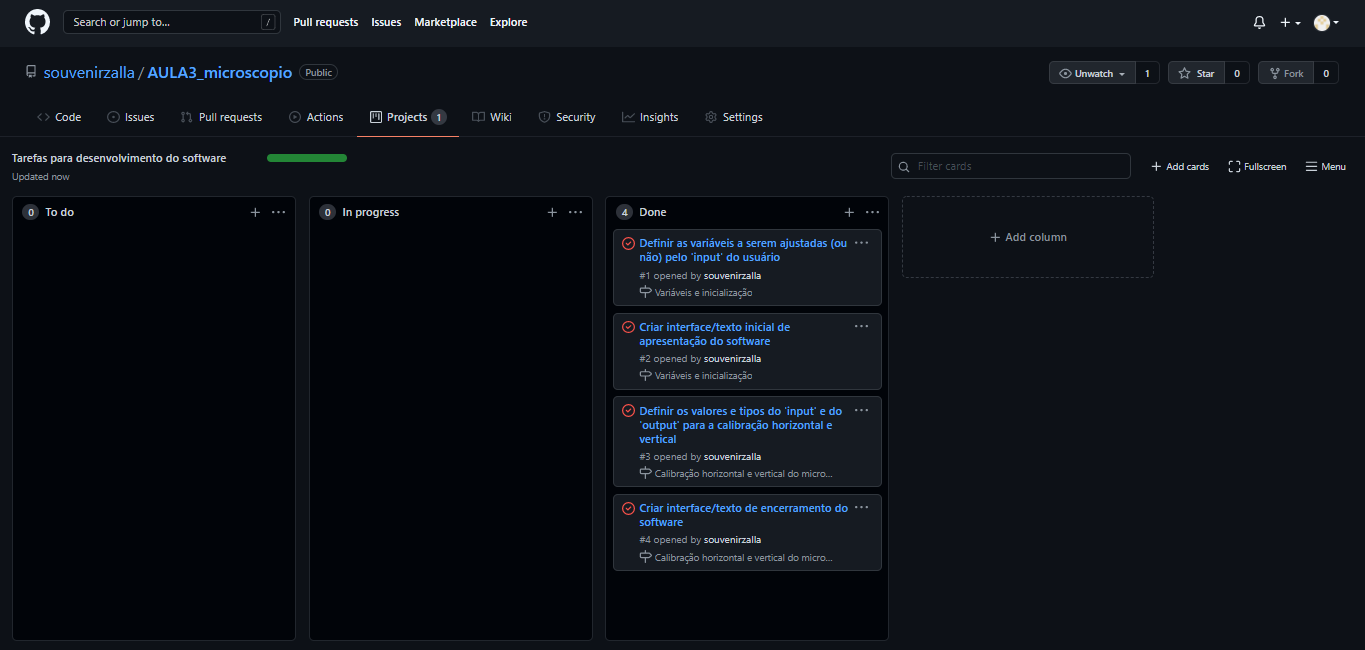 Search or jump to... /
Pull requests Issues Marketplace Explore
souvenirzalla / AULA3_microscopio Public
Unwatch 1 Star 0 Fork 0
Code Issues Pull requests Actions Projects 1 Wiki Security Insights Settings
Tarefas para desenvolvimento do software
Updated now
Filter cards
Add cards Fullscreen Menu
0 To do
0 In progress
4 Done
Definir as variáveis a serem ajustadas (ou
não) pelo 'input' do usuário
#1 opened by souvenirzalla
Variáveis e inicialização
Criar interface/texto inicial de
apresentação do software
#2 opened by souvenirzalla
Variáveis e inicialização
Definir os valores e tipos do 'input' e do
'output' para a calibração horizontal e
vertical
#3 opened by souvenirzalla
Calibração horizontal e vertical do micro...
Criar interface/texto de encerramento do
software
#4 opened by souvenirzalla
Calibração horizontal e vertical do micro...
Add column